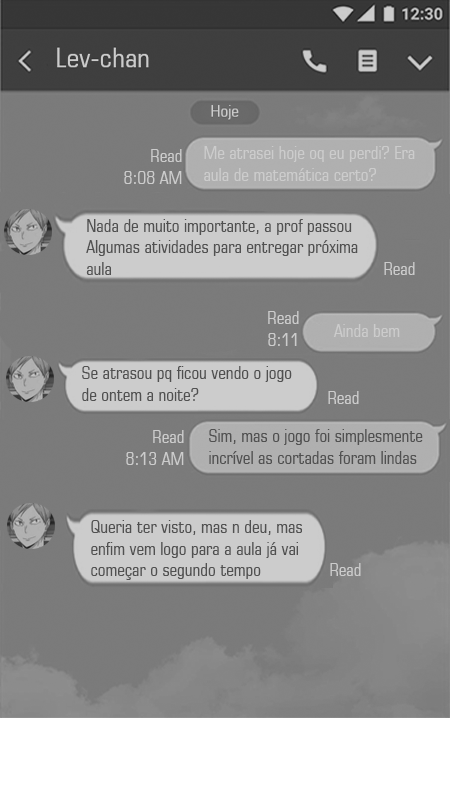 12:30
Lev-chan
Hoje
Read
8:08 AM
Me atrasei hoje oq eu perdi? Era
aula de matemática certo?
Nada de muito importante, a prof passou
Algumas atividades para entregar próxima
aula
Read
Read
8:11
Ainda bem
Se atrasou pq ficou vendo o jogo
de ontem a noite?
Read
Read
8:13 AM
Sim, mas o jogo foi simplesmente
incrível as cortadas foram lindas
Queria ter visto, mas n deu, mas
enfim vem logo para a aula já vai
começar o segundo tempo
Read